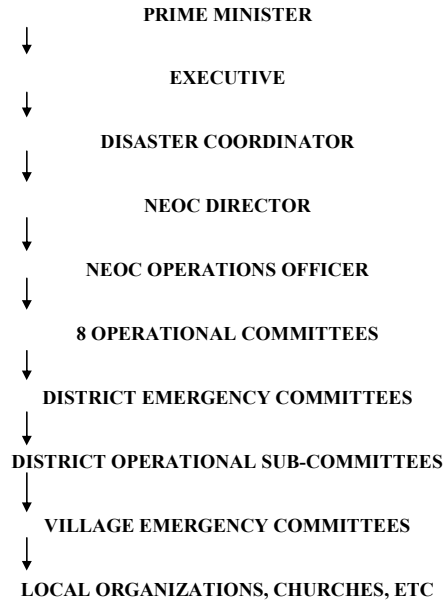 PRIME MINISTER
EXECUTIVE
DISASTER COORDINATOR
NEOC DIRECTOR
NEOC OPERATIONS OFFICER
8 OPERATIONAL COMMITTEES
DISTRICT EMERGENCY COMMITTEES
DISTRICT OPERATIONAL SUB-COMMITTEES
VILLAGE EMERGENCY COMMITTEES
LOCAL ORGANIZATIONS, CHURCHES, ETC